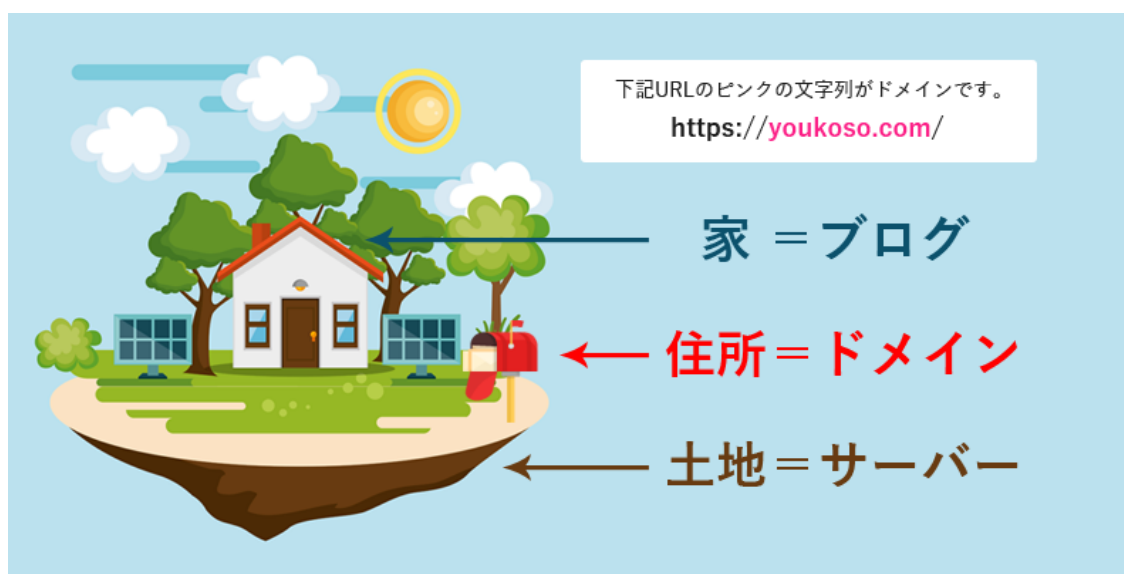 下記URLのピンクの文字列がドメインです。
https://youkoso.com/
家 ＝ブログ
住所＝ドメイン
土地＝サーバー